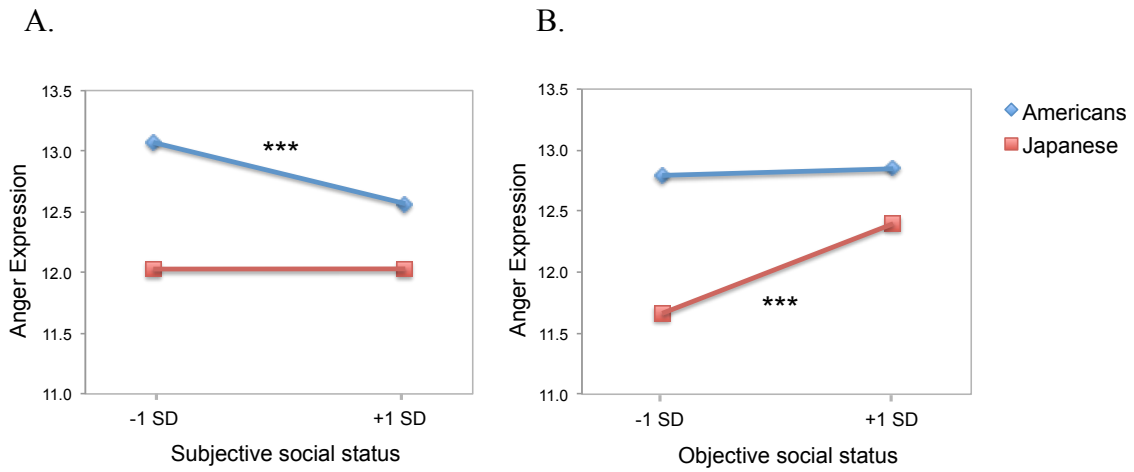 A.
B.
13.5
13.0
12.5
12.0
11.5
11.0
Anger Expression
***
-1 SD
+1 SD
Subjective social status
13.5
13.0
12.5
12.0
11.5
11.0
Anger Expression
***
-1 SD
+1 SD
Objective social status
Americans
Japanese